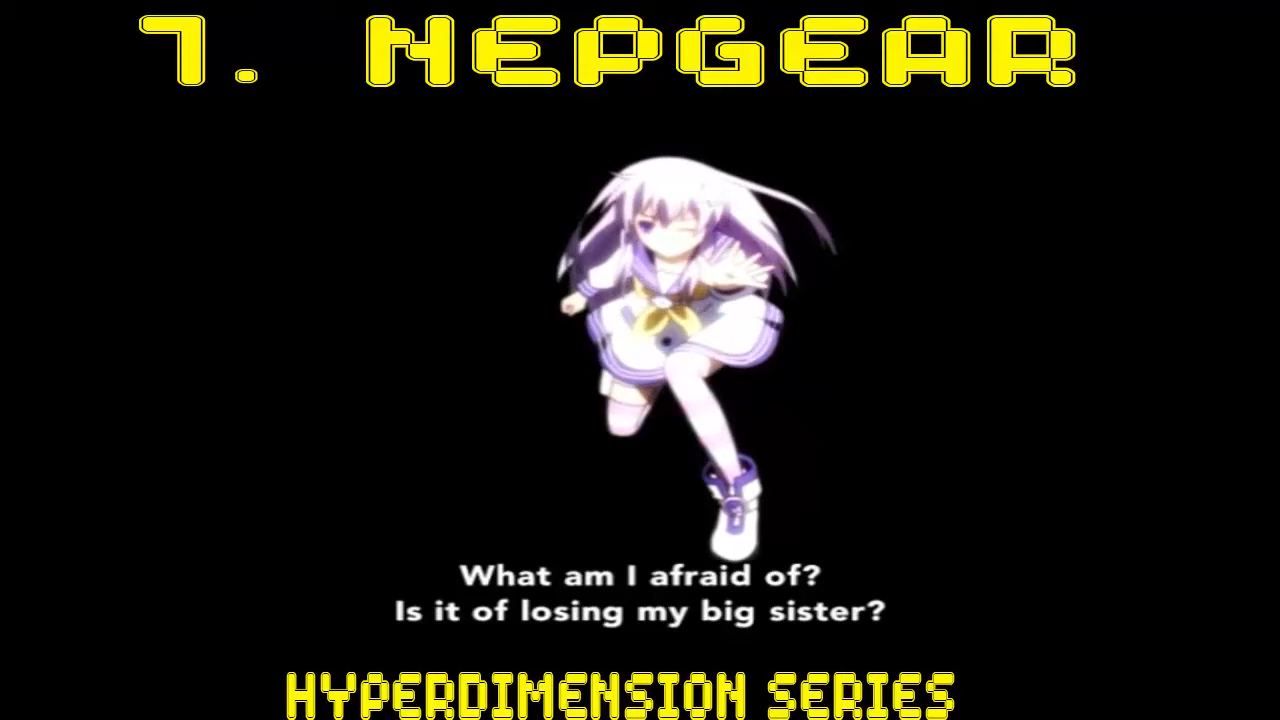 7. NEPGEAR
What am I afraid of?
Is it of losing my big sister?
HYPERDIMENSION SERIES